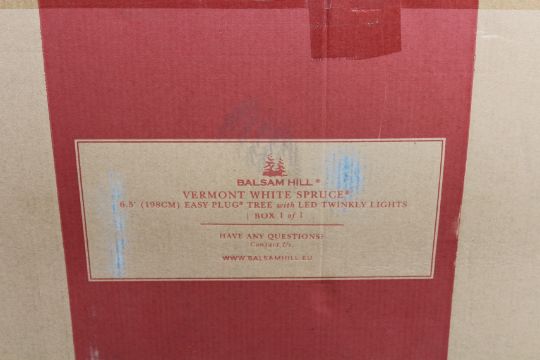 BALSAM HILL®
VERMONT WHITE SPRUCE®
6.5' (198CM) EASY PLUG® TREE with LED TWINKLY LIGHTS
| BOX 1 of 1
HAVE ANY QUESTIONS?
Contact Us.
WWW.BALSAMHILL.EU